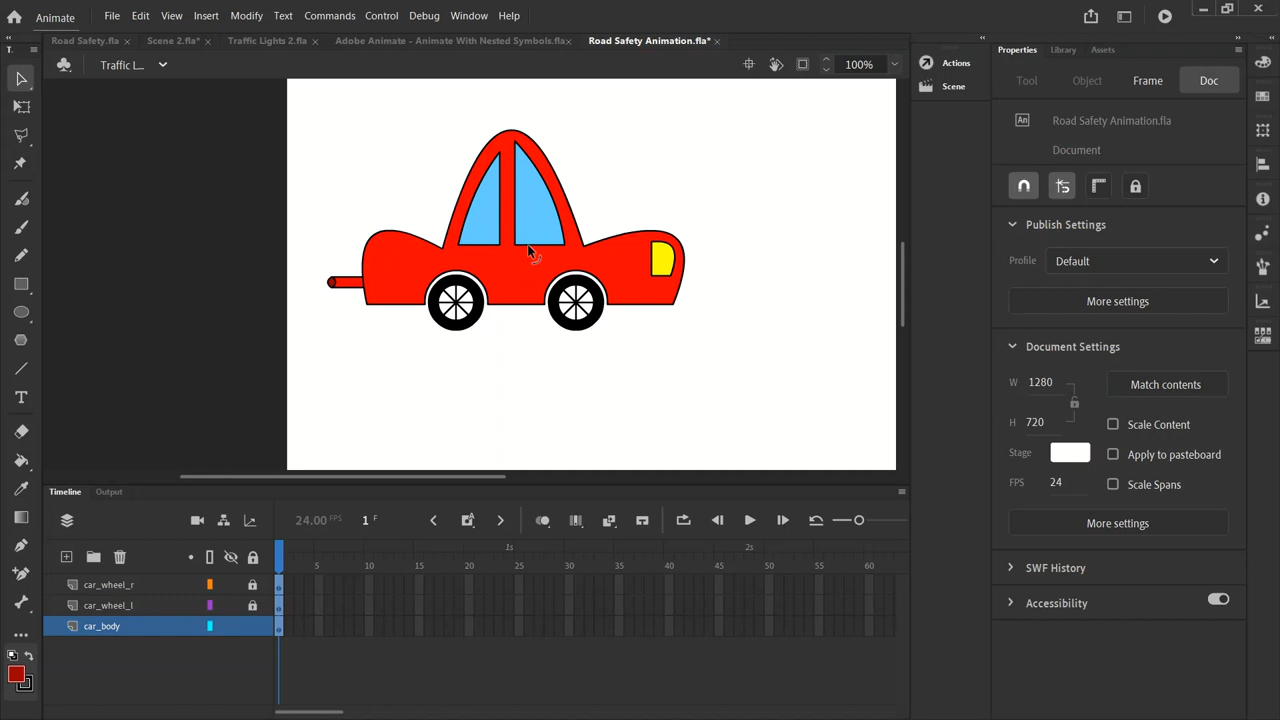 Animate File Edit View Insert Modify Text Commands Control Debug Window Help
Road Safety.fla × Scene 2.fla* × Traffic Lights 2.fla × Adobe Animate - Animate With Nested Symbols.fla× Road Safety Animation.fla* ×
T.
Traffic L... 100%
Actions
Scene
Properties Library Assets
Tool Object Frame Doc
An Road Safety Animation.fla
Document
Publish Settings
Profile Default
More settings
Document Settings
W 1280 Match contents
H 720 Scale Content
Stage Apply to pasteboard
FPS 24 Scale Spans
More settings
SWF History
Accessibility
Timeline Output
24.00 FPS 1 F
1s 2s
5 10 15 20 25 30 35 40 45 50 55 60
car_wheel_r
car_wheel_l
car_body